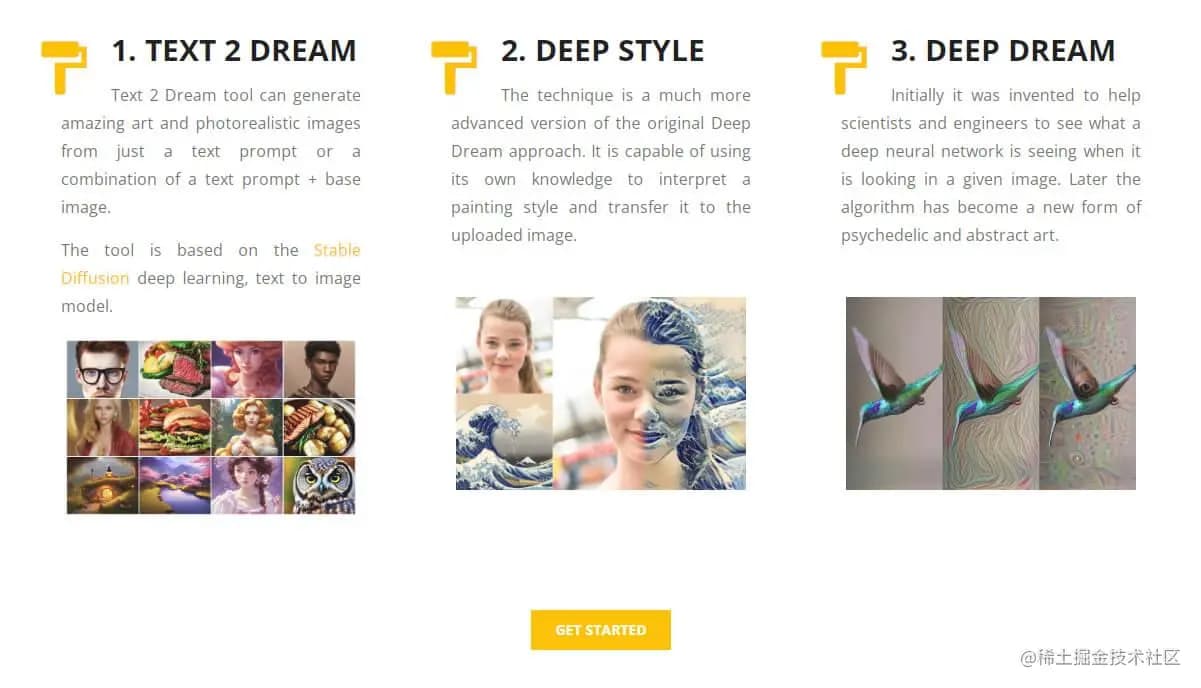 1. TEXT 2 DREAM
Text 2 Dream tool can generate
amazing art and photorealistic images
from just a text prompt or a
combination of a text prompt + base
image.
The tool is based on the Stable
Diffusion deep learning, text to image
model.
2. DEEP STYLE
The technique is a much more
advanced version of the original Deep
Dream approach. It is capable of using
its own knowledge to interpret a
painting style and transfer it to the
uploaded image.
3. DEEP DREAM
Initially it was invented to help
scientists and engineers to see what a
deep neural network is seeing when it
is looking in a given image. Later the
algorithm has become a new form of
psychedelic and abstract art.
GET STARTED
@稀土掘金技术社区